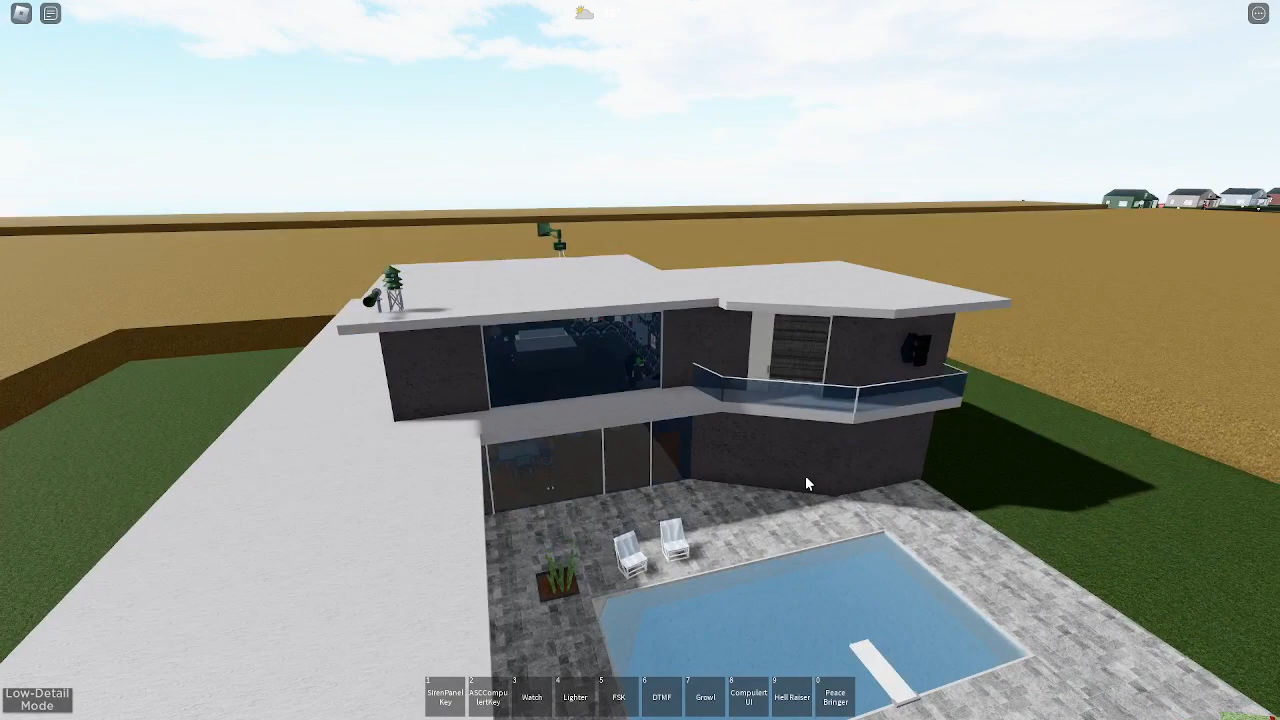 Low-Detail
Mode
1
SirenPanel
Key
2
ASCCompu
lertKey
3
Watch
4
Lighter
5
FSK
6
DTMF
7
Growl
8
Compulert
UI
9
Hell Raiser
0
Peace
Bringer